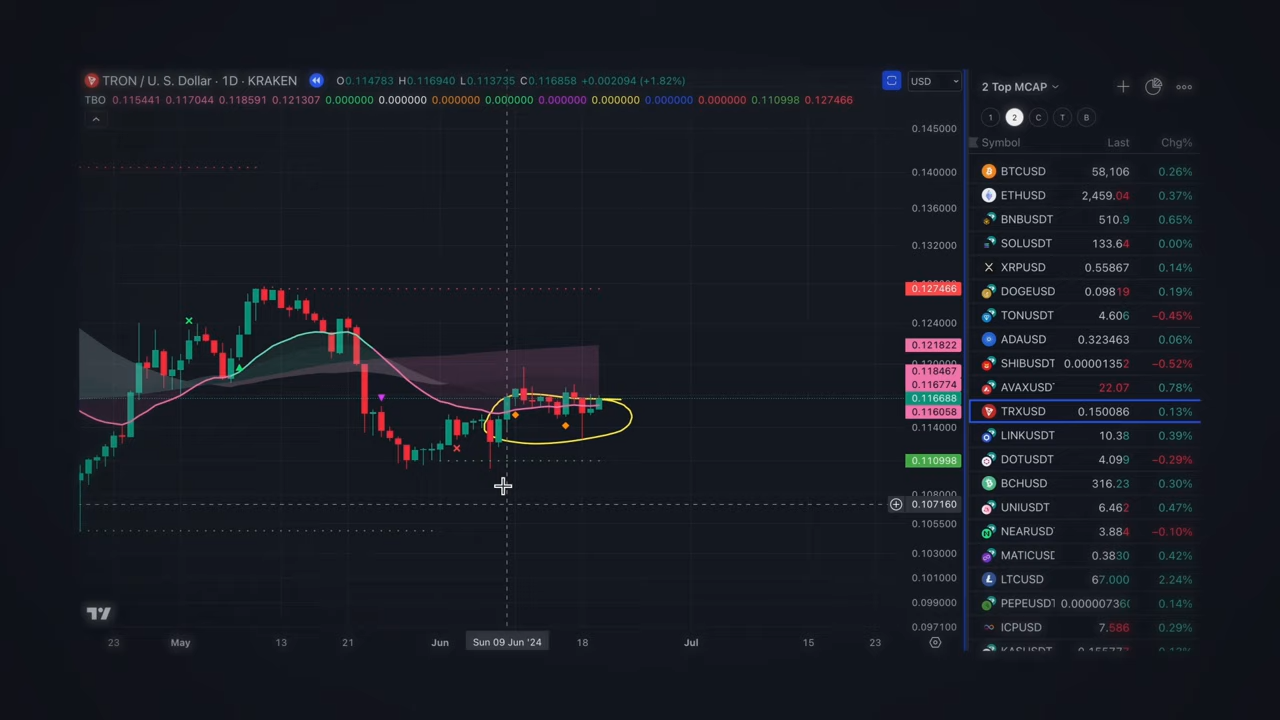 TRON / U. S. Dollar · 1D · KRAKEN O0.114783 H0.116940 L0.113735 C0.116858 +0.002094 (+1.82%)
TBO 0.115441 0.117044 0.118591 0.121307 0.000000 0.000000 0.000000 0.000000 0.000000 0.000000 0.000000 0.000000 0.110998 0.127466
USD
0.145000
0.140000
0.136000
0.132000
0.127466
0.124000
0.121822
0.118467
0.116774
0.116688
0.116058
0.114000
0.110998
0.107160
0.105500
0.103000
0.101000
0.099000
0.097100
23 May 13 21 Jun Sun 09 Jun '24 18 Jul 15 23
2 Top MCAP
1 2 C T B
Symbol Last Chg%
BTCUSD 58,106 0.26%
ETHUSD 2,459.04 0.37%
BNBUSDT 510.9 0.65%
SOLUSDT 133.64 0.00%
XRPUSD 0.55867 0.14%
DOGEUSD 0.09819 0.19%
TONUSDT 4.606 −0.45%
ADAUSD 0.323463 0.06%
SHIBUSDT 0.00001352 −0.52%
AVAXUSD 22.07 0.78%
TRXUSD 0.150086 0.13%
LINKUSDT 10.38 0.39%
DOTUSDT 4.099 −0.29%
BCHUSD 316.23 0.30%
UNIUSDT 6.462 0.47%
NEARUSD 3.884 −0.10%
MATICUSD 0.3830 0.42%
LTCUSD 67.000 2.24%
PEPEUSDT 0.00000736 0.14%
ICPUSD 7.586 0.29%